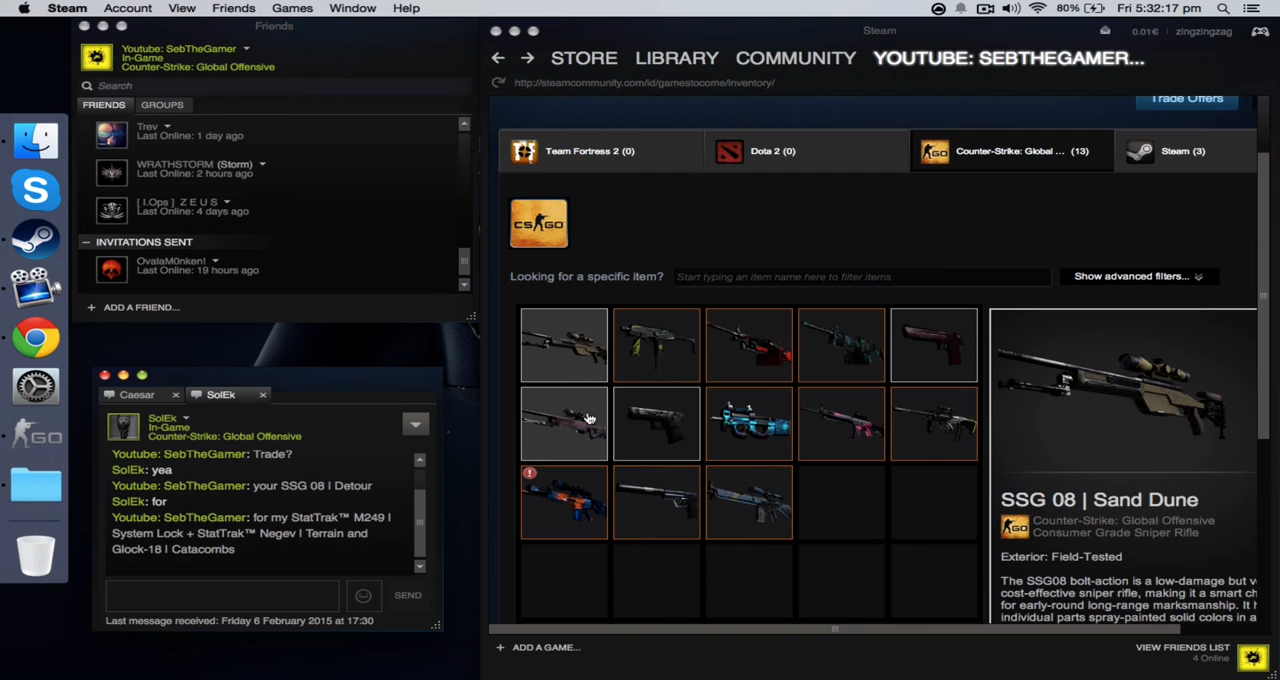 Steam Account View Friends Games Window Help
80% Fri 5:32:17 pm
Friends
Youtube: SebTheGamer
In-Game
Counter-Strike: Global Offensive
Search
FRIENDS GROUPS
Trev
Last Online: 1 day ago
WRATHSTORM (Storm)
Last Online: 2 hours ago
[ I.Ops ] Z E U S
Last Online: 4 days ago
INVITATIONS SENT
OvalaM0nken!
Last Online: 19 hours ago
+ ADD A FRIEND...
Caesar
SolEk
SolEk
In-Game
Counter-Strike: Global Offensive
Youtube: SebTheGamer: Trade?
SolEk: yea
Youtube: SebTheGamer: your SSG 08 | Detour
SolEk: for
Youtube: SebTheGamer: for my StatTrak™ M249 |
System Lock + StatTrak™ Negev | Terrain and
Glock-18 | Catacombs
SEND
Last message received: Friday 6 February 2015 at 17:30
Steam
0.01€ zingzingzag
STORE LIBRARY COMMUNITY YOUTUBE: SEBTHEGAMER...
http://steamcommunity.com/id/gamestocome/inventory/
Trade Offers
Team Fortress 2 (0)
Dota 2 (0)
Counter-Strike: Global ... (13)
Steam (3)
CS GO
Looking for a specific item?
Start typing an item name here to filter items
Show advanced filters...
SSG 08 | Sand Dune
Counter-Strike: Global Offensive
Consumer Grade Sniper Rifle
Exterior: Field-Tested
The SSG08 bolt-action is a low-damage but v
cost-effective sniper rifle, making it a smart ch
for early-round long-range marksmanship. It h
individual parts spray-painted solid colors in a
+ ADD A GAME...
VIEW FRIENDS LIST
4 Online
GO